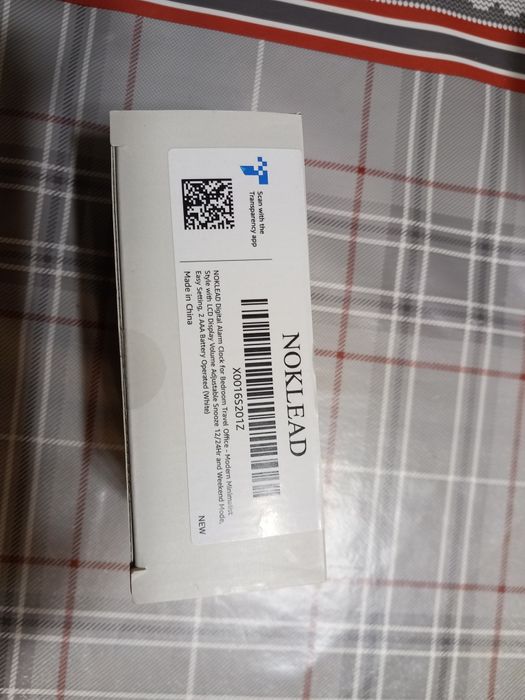 NOKLEAD
Scan with the
Transparency app
X0016S201Z
NOKLEAD Digital Alarm Clock for Bedroom Travel Office - Modern Minimalist
Style with LCD Display Volume Adjustable Snooze 12/24Hr and Weekend Mode,
Easy Setting, 2 AAA Battery Operated (White)
NEW
Made in China